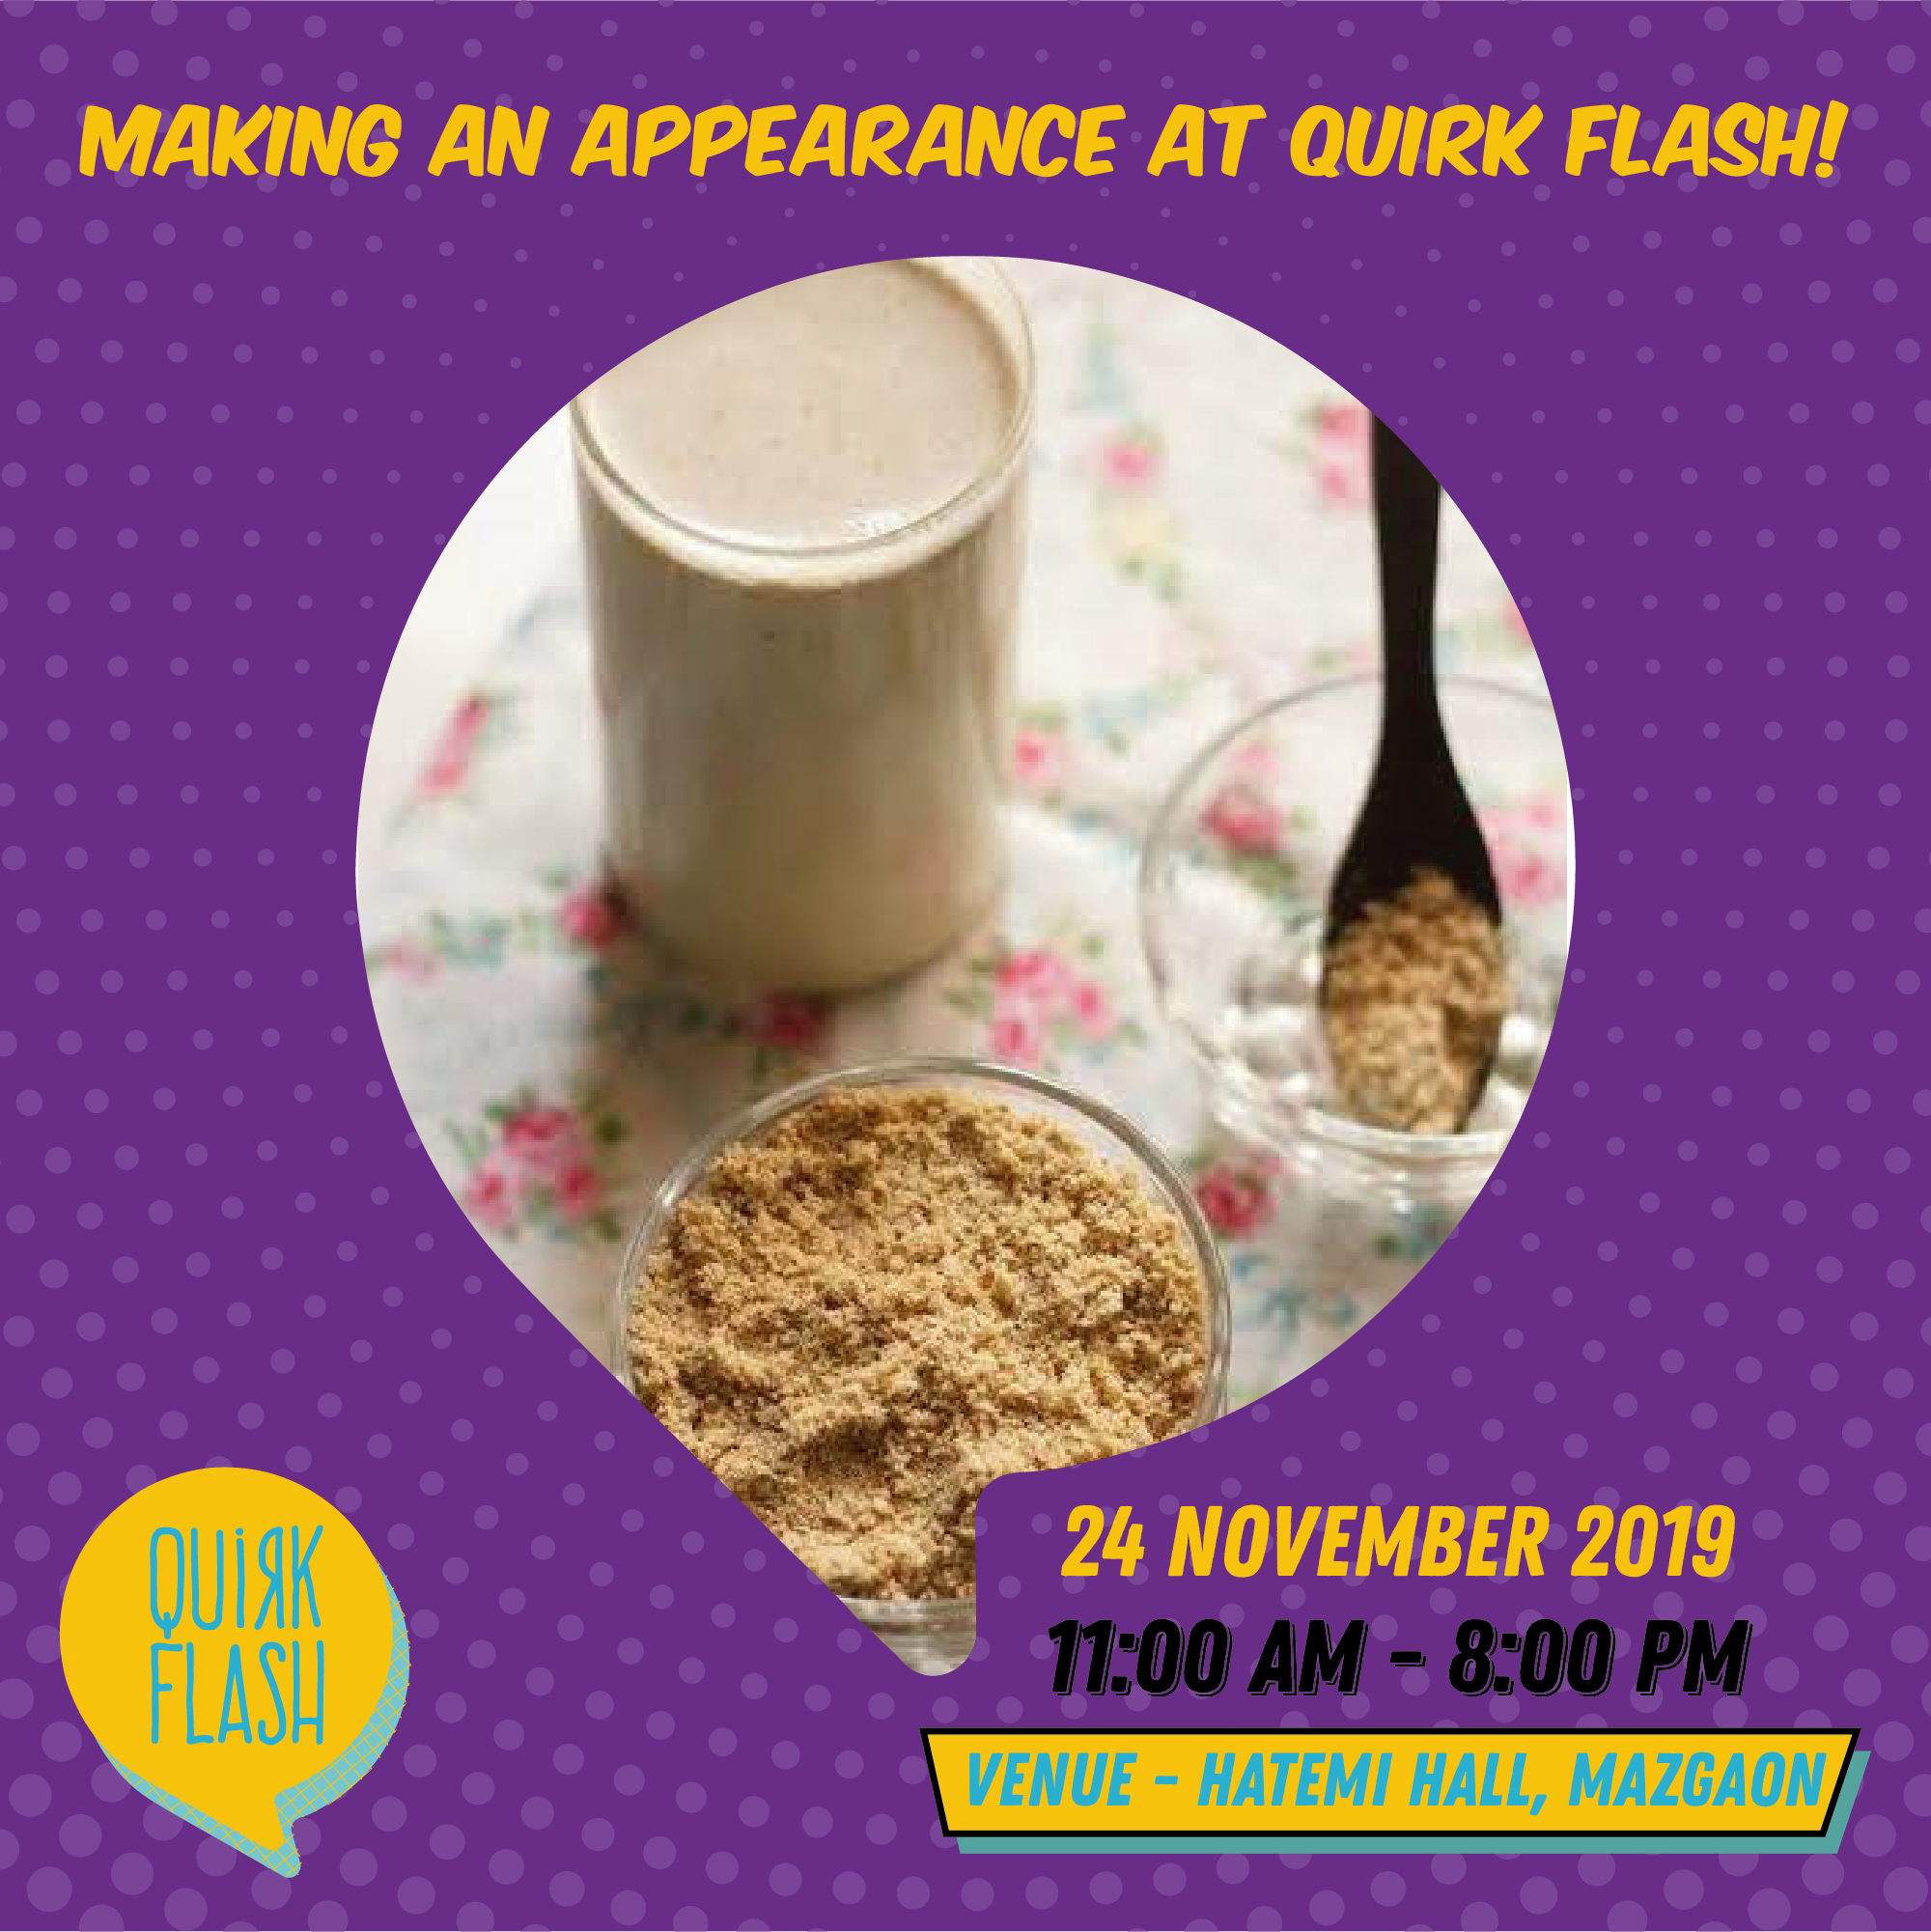 MAKING AN APPEARANCE AT QUIRK FLASH!
24 NOVEMBER 2019
11:00 AM - 8:00 PM
VENUE - HATEMI HALL, MAZGAON
QUiRK
FLASH